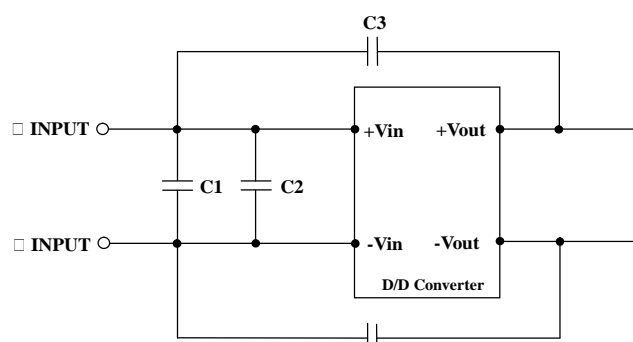 C3
□ INPUT
+Vin
+Vout
C1
C2
□ INPUT
-Vin
-Vout
D/D Converter